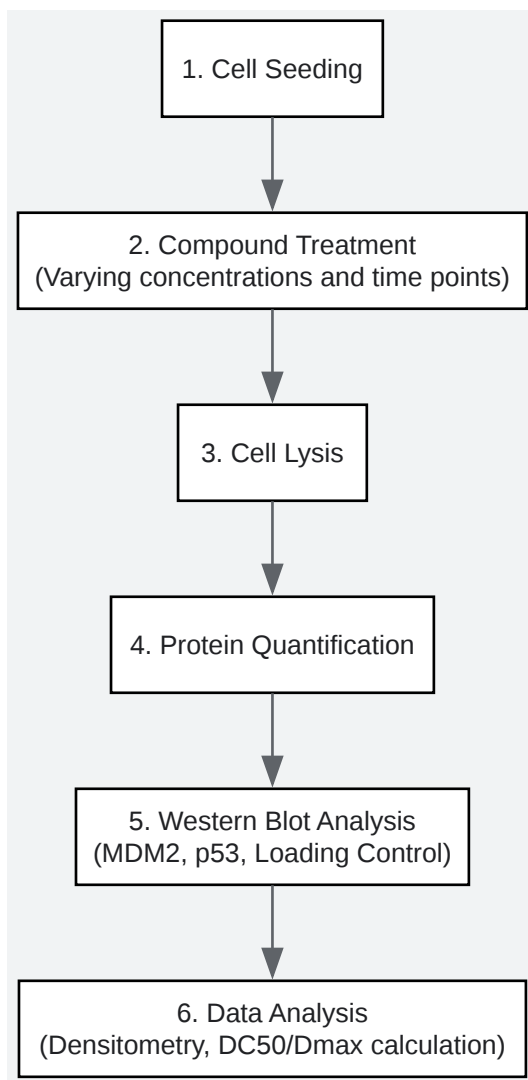 1. Cell Seeding
2. Compound Treatment
(Varying concentrations and time points)
3. Cell Lysis
4. Protein Quantification
5. Western Blot Analysis
(MDM2, p53, Loading Control)
6. Data Analysis
(Densitometry, DC50/Dmax calculation)